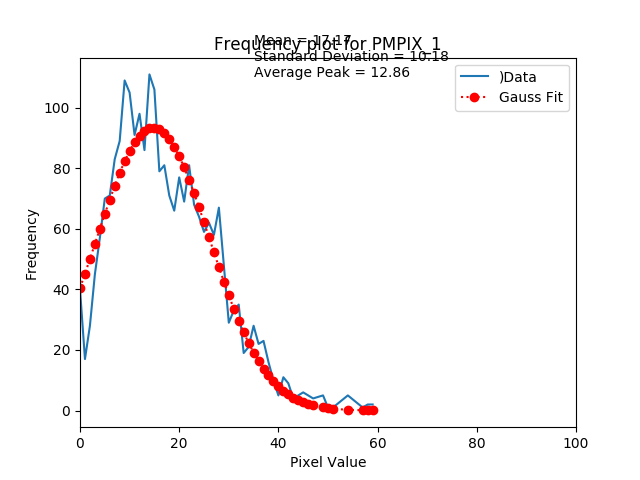 Mean = 17.17
Frequency plot for PMPIX_1
Standard Deviation = 10.18
Average Peak = 12.86
)Data
Gauss Fit
Frequency
100
80
60
40
20
0
0 20 40 60 80 100
Pixel Value